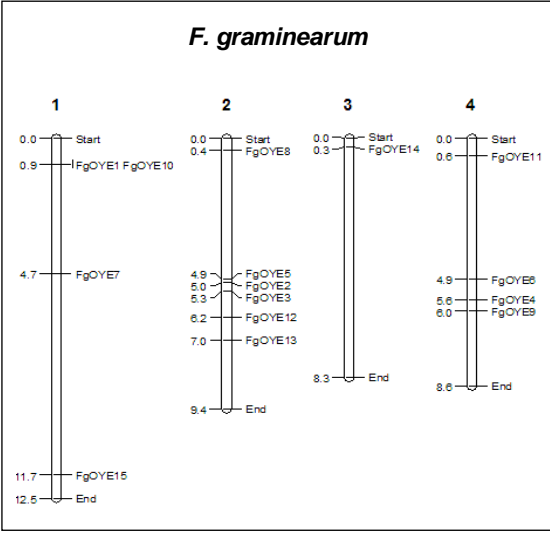 F. graminearum
1
0.0 Start
0.9 FgOYE1 FgOYE10
4.7 FgOYE7
11.7 FgOYE15
12.5 End
2
0.0 Start
0.4 FgOYE8
4.9 FgOYE5
5.0 FgOYE2
5.3 FgOYE3
6.2 FgOYE12
7.0 FgOYE13
9.4 End
3
0.0 Start
0.3 FgOYE14
8.3 End
4
0.0 Start
0.6 FgOYE11
4.9 FgOYE6
5.6 FgOYE4
6.0 FgOYE9
8.6 End